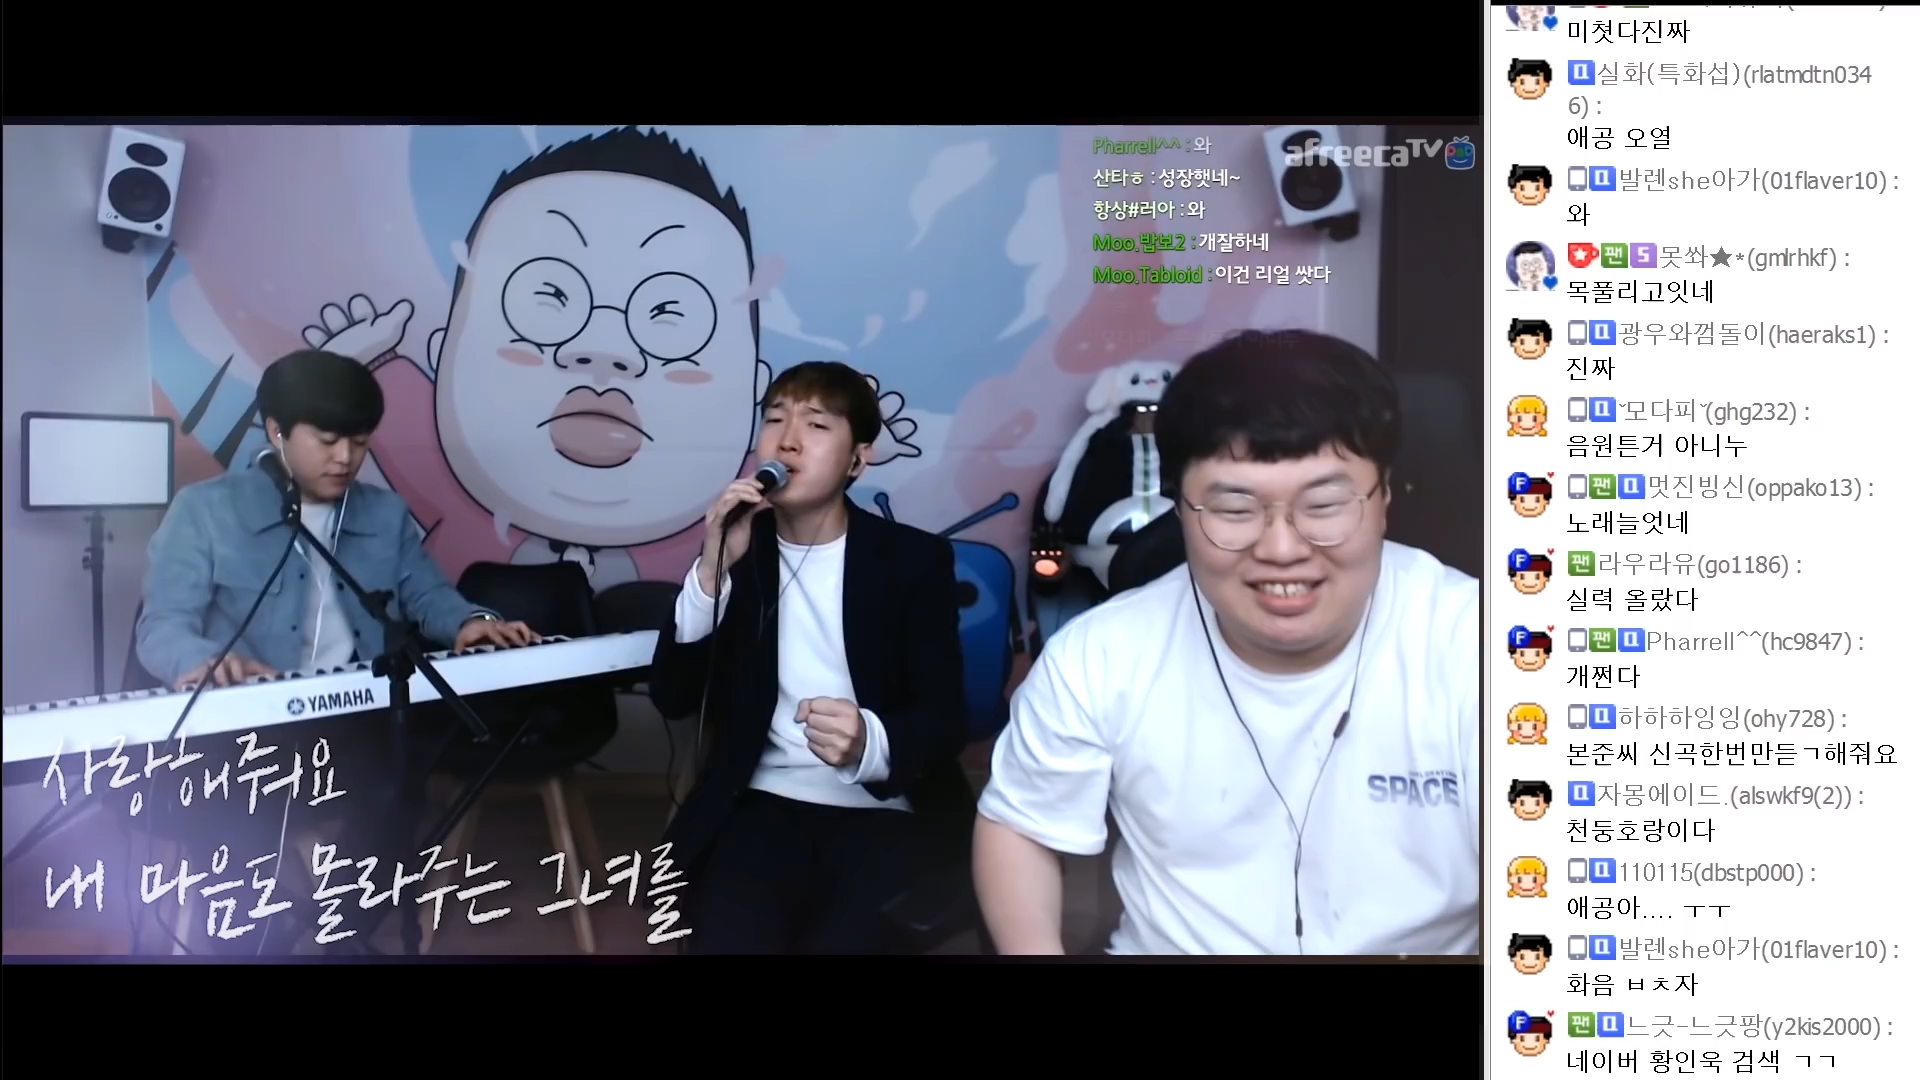 Pharrell^^ : 와
산타ㅎ : 성장햇네~
항상#러아 : 와
Moo.밤보2 : 개잘하네
Moo.Tabloid : 이건 리얼 쌋다
afreecaTV
YAMAHA
SPACE
사랑해줘요
내 마음도 몰라주는 그녀를
미쳣다진짜
실화(특화섭)(rlatmdtn034
6) :
애공 오열
발렌she아가(01flaver10) :
와
팬 S 못쏴★*(gmlrhkf) :
목풀리고잇네
광우와껌돌이(haeraks1) :
진짜
ˇ모다피ˇ(ghg232) :
음원튼거 아니누
팬 멋진빙신(oppako13) :
노래늘엇네
팬 라우라유(go1186) :
실력 올랐다
팬 Pharrell^^(hc9847) :
개쩐다
하하하잉잉(ohy728) :
본준씨 신곡한번만듣ㄱ해줘요
자몽에이드.(alswkf9(2)) :
천둥호랑이다
110115(dbstp000) :
애공아.... ㅜㅜ
발렌she아가(01flaver10) :
화음 ㅂㅊ자
팬 느긋-느긋팡(y2kis2000) :
네이버 황인욱 검색 ㄱㄱ